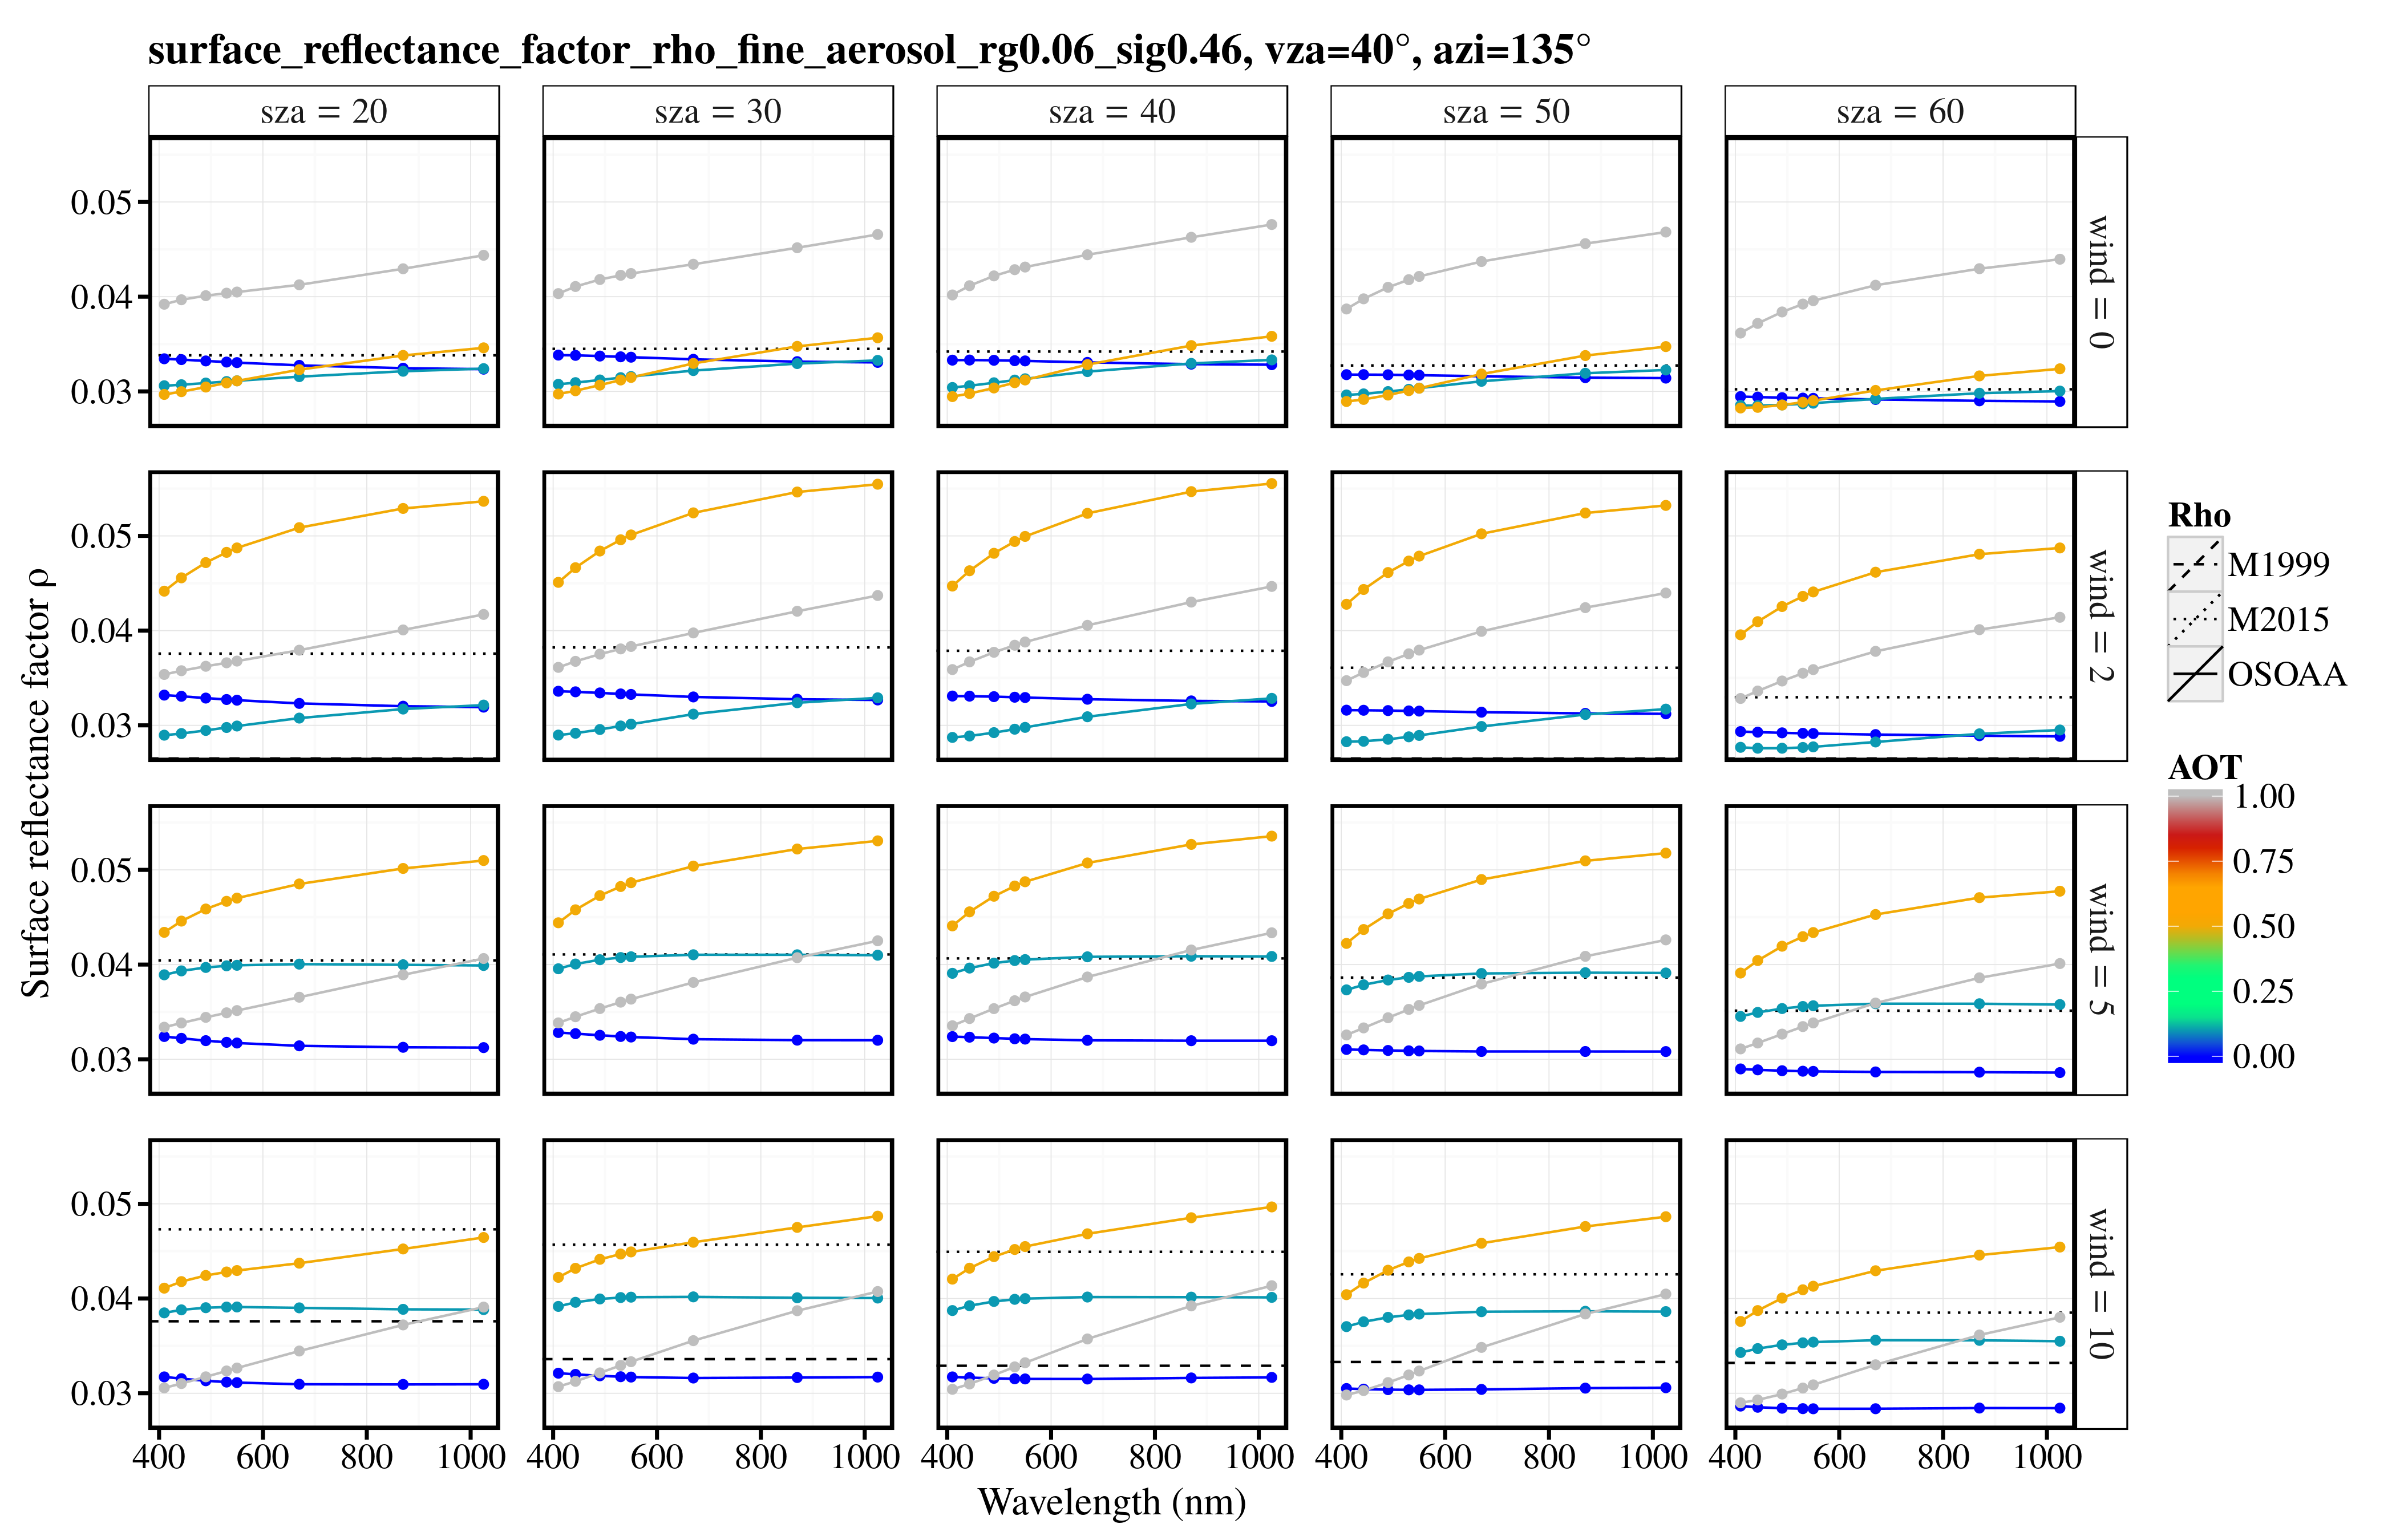 surface_reflectance_factor_rho_fine_aerosol_rg0.06_sig0.46, vza=40°, azi=135°
sza = 20
sza = 30
sza = 40
sza = 50
sza = 60
0.05
0.04
0.03
wind = 0
0.05
0.04
0.03
wind = 2
0.05
0.04
0.03
wind = 5
0.05
0.04
0.03
wind = 10
400 600 800 1000
400 600 800 1000
400 600 800 1000
400 600 800 1000
400 600 800 1000
Wavelength (nm)
Surface reflectance factor ρ
Rho
M1999
M2015
OSOAA
AOT
1.00
0.75
0.50
0.25
0.00